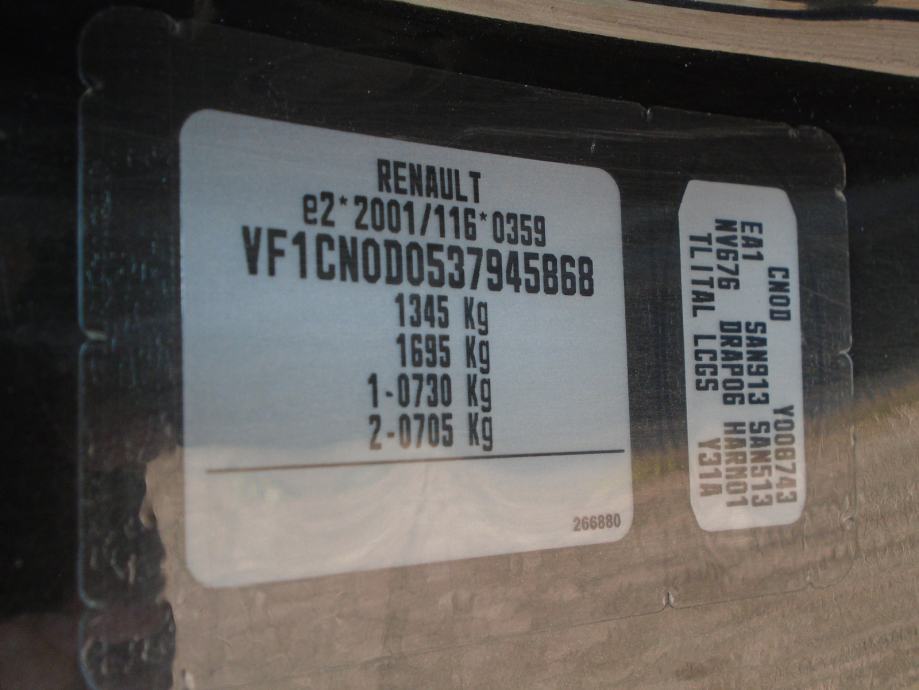 RENAULT
e2*2001/116*0359
VF1CN0D0537945868
1345 Kg
1695 Kg
1-0730 Kg
2-0705 Kg
266880
CNOD Y008743
EA1 SAN913 SAN513
NV676 DRAP06 HARN01
TLITAL LCGS Y31A